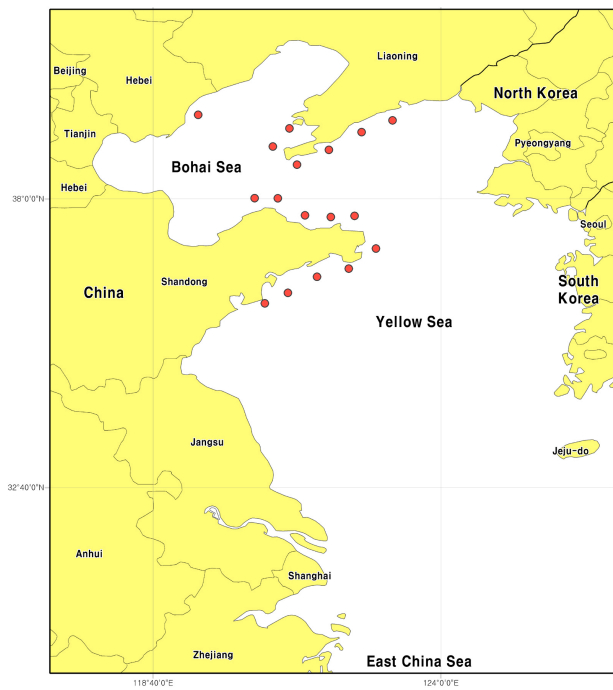 Liaoning
Beijing
Hebei
North Korea
Tianjin
Pyeongyang
Bohai Sea
Hebei
38°0'0"N
Seoul
Shandong
China
South
Korea
Yellow Sea
Jangsu
Jeju-do
32°40'0"N
Anhui
Shanghai
Zhejiang
East China Sea
118°40'0"E
124°0'0"E